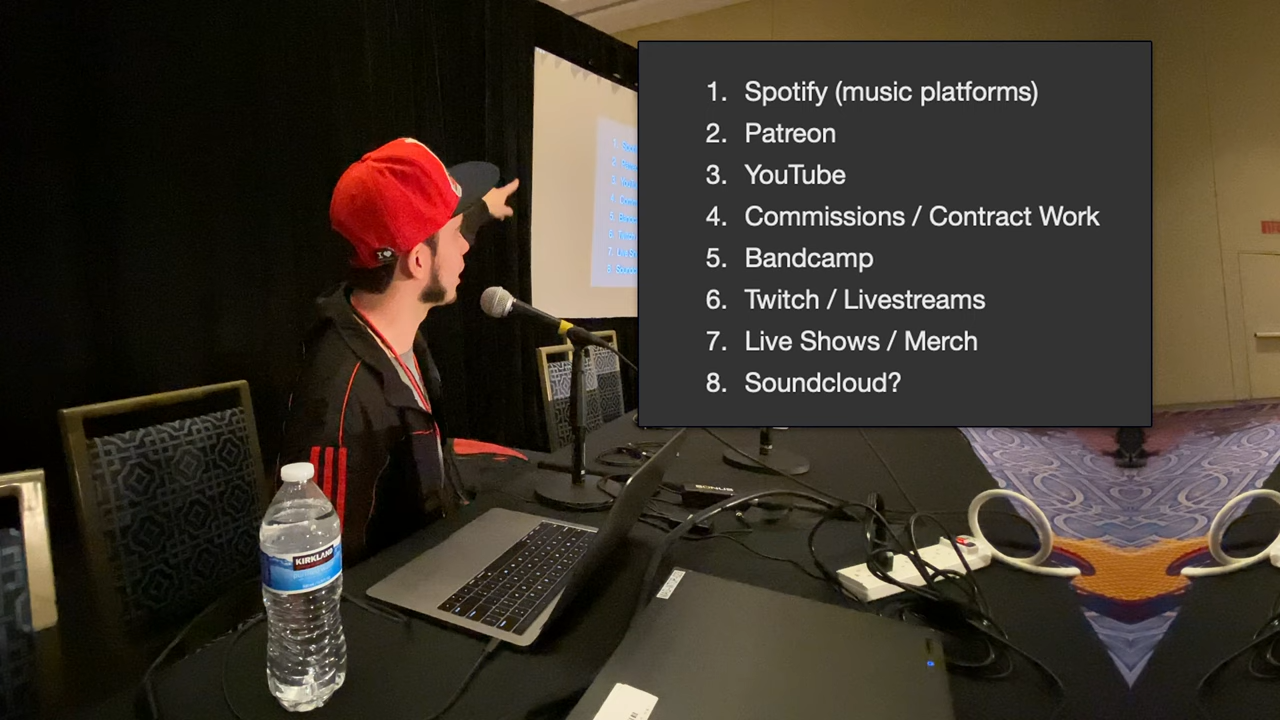 1. Spotify (music platforms)
2. Patreon
3. YouTube
4. Commissions / Contract Work
5. Bandcamp
6. Twitch / Livestreams
7. Live Shows / Merch
8. Soundcloud?
I ♥
KIRKLAND